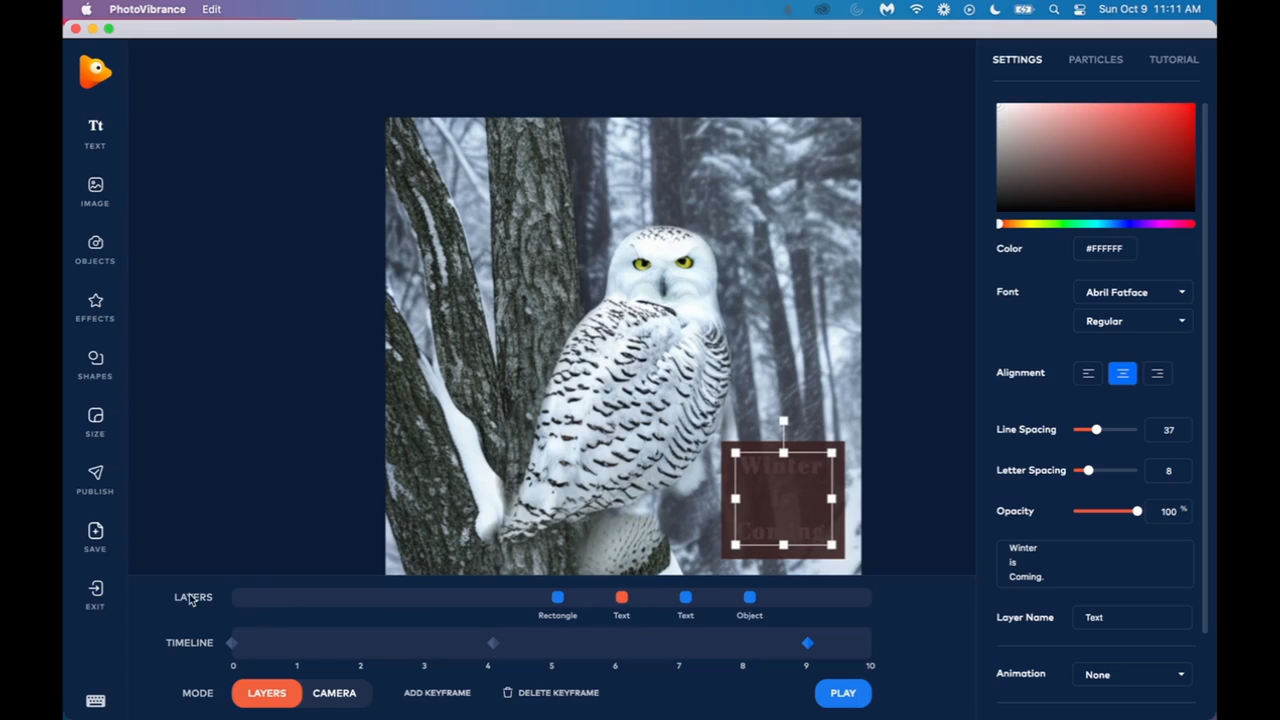 PhotoVibrance Edit Sun Oct 9 11:11 AM
SETTINGS PARTICLES TUTORIAL
Tt
TEXT
IMAGE
OBJECTS
EFFECTS
SHAPES
SIZE
PUBLISH
SAVE
EXIT
Winter
Coming
Color #FFFFFF
Font Abril Fatface
Regular
Alignment
Line Spacing 37
Letter Spacing 8
Opacity 100 %
Winter
is
Coming.
Layer Name Text
Animation None
LAYERS
Rectangle Text Text Object
TIMELINE
0 1 2 3 4 5 6 7 8 9 10
MODE LAYERS CAMERA ADD KEYFRAME DELETE KEYFRAME PLAY